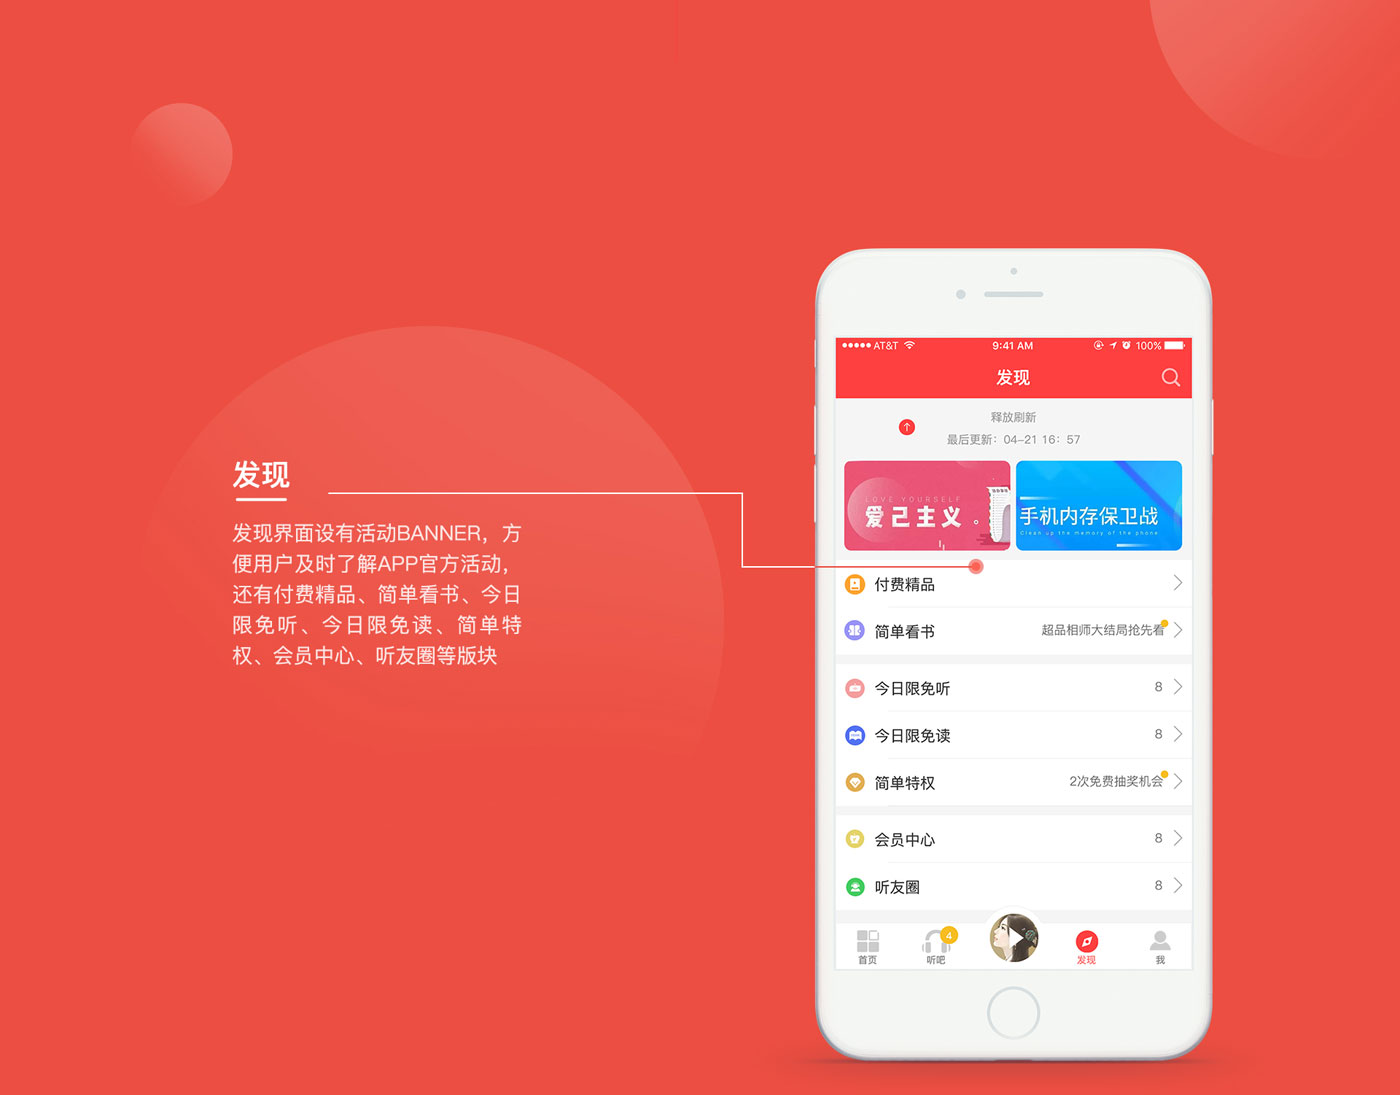 发现
发现界面设有活动BANNER，方
便用户及时了解APP官方活动，
还有付费精品、简单看书、今日
限免听、今日限免读、简单特
权、会员中心、听友圈等版块
AT&T 9:41 AM 100%
发现
释放刷新
最后更新：04-21 16：57
LOVE YOURSELF
爱己主义。
手机内存保卫战
Clean up the memory of the phone
付费精品
简单看书 超品相师大结局抢先看
今日限免听 8
今日限免读 8
简单特权 2次免费抽奖机会
会员中心 8
听友圈 8
4
首页 听吧 发现 我